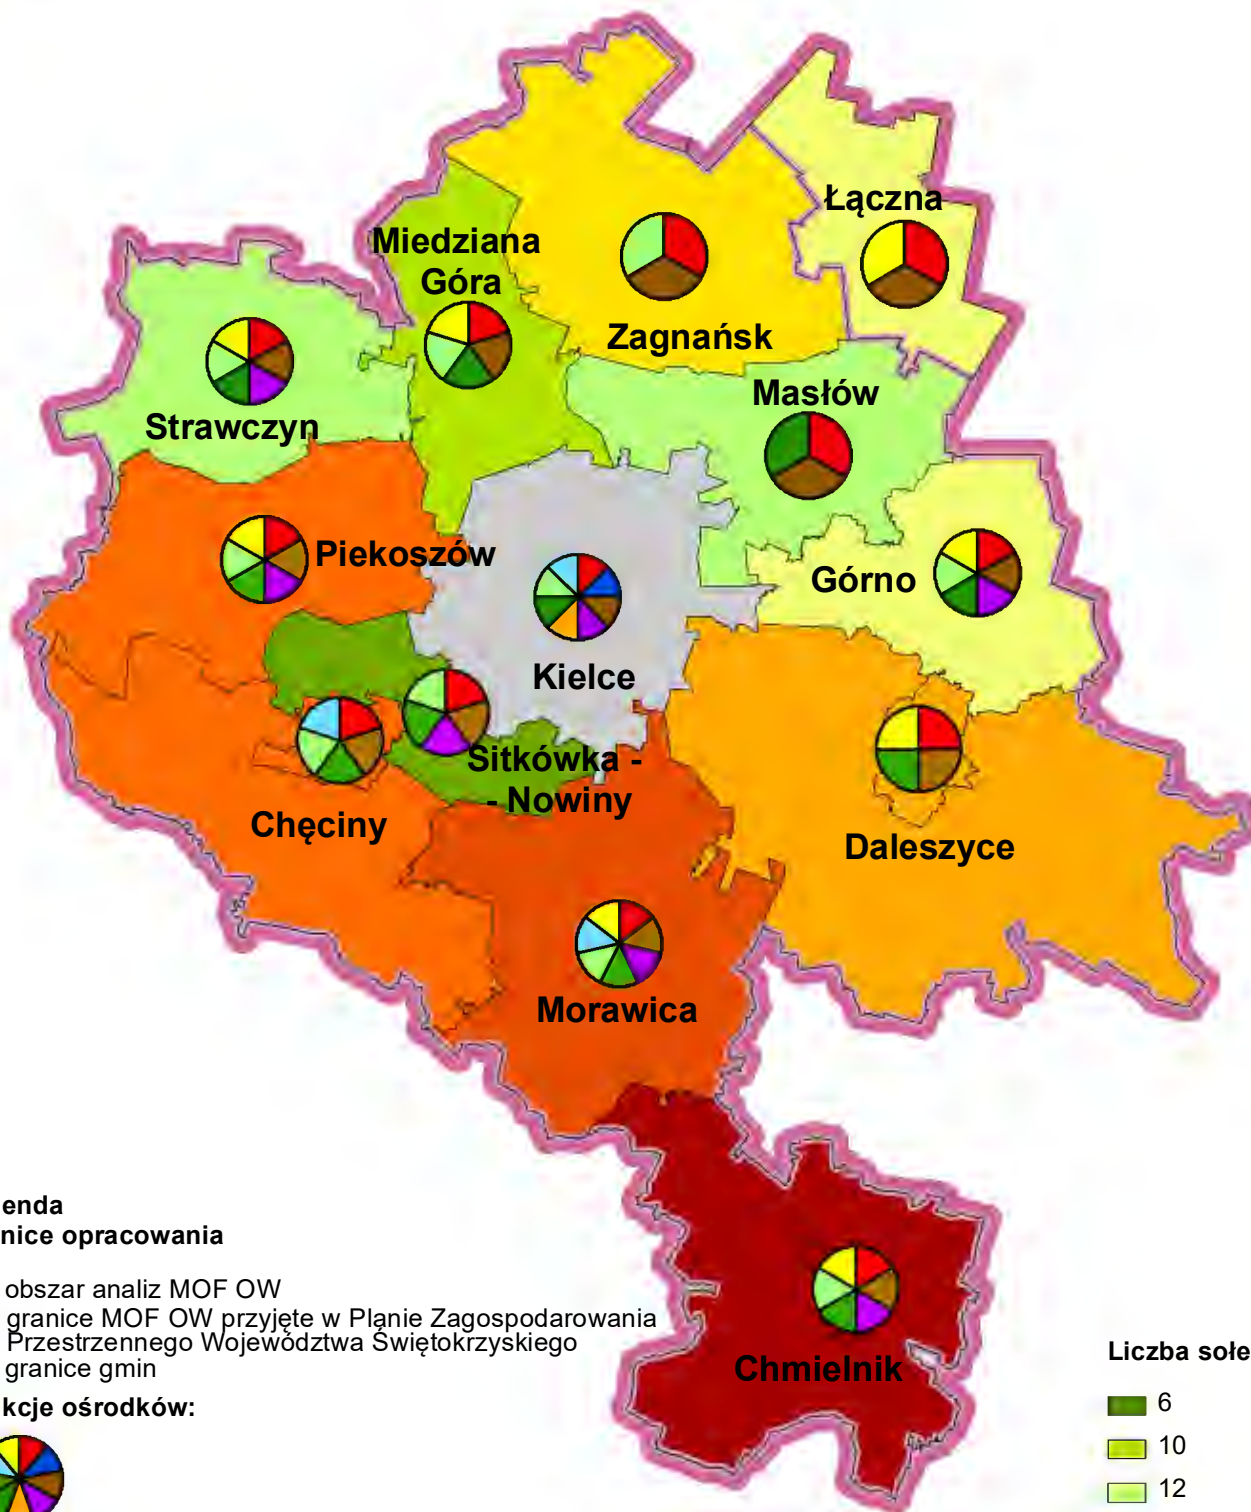 Łączna
Miedziana
Góra
Zagnańsk
Masłów
Strawczyn
Piekoszów
Górno
Kielce
Sitkówka -
- Nowiny
Chęciny
Daleszyce
Morawica
Chmielnik
enda
nice opracowania
obszar analiz MOF OW
granice MOF OW przyjęte w Planie Zagospodarowania
Przestrzennego Województwa Świętokrzyskiego
granice gmin
kcje ośrodków:
Liczba sołe
6
10
12